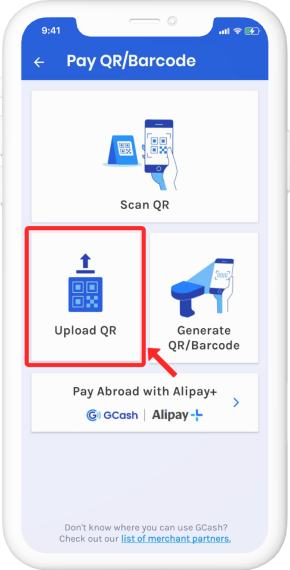 9:41
Pay QR/Barcode
Scan QR
Upload QR
Generate
QR/Barcode
Pay Abroad with Alipay+
GCash | Alipay+
Don't know where you can use GCash?
Check out our list of merchant partners.